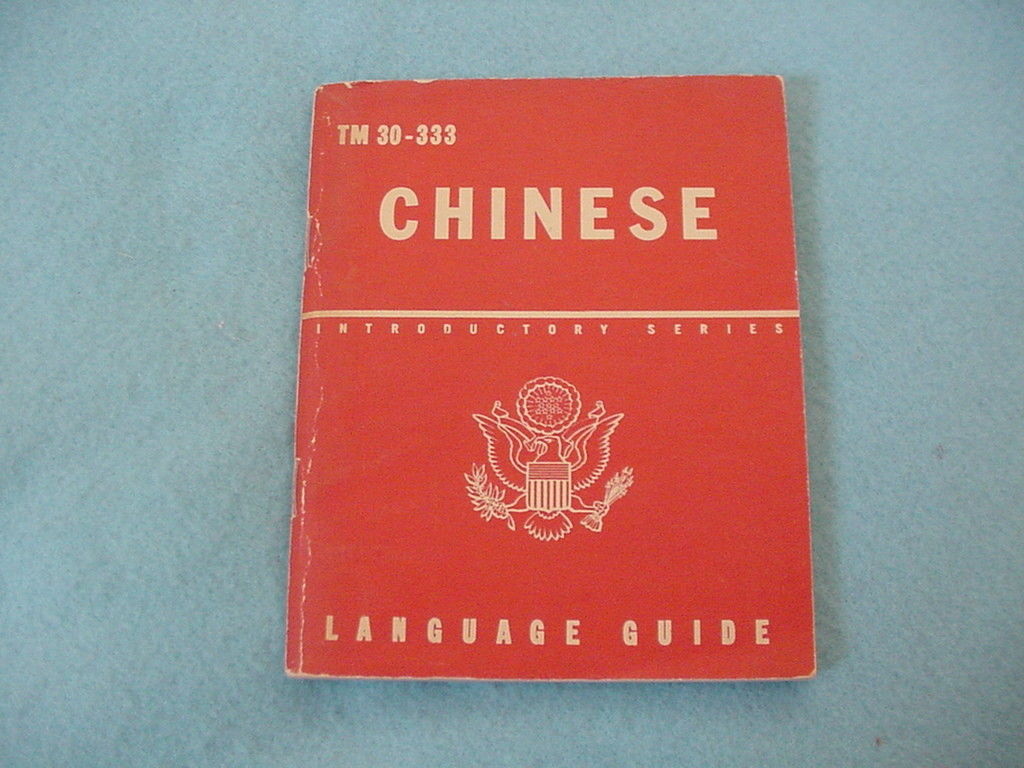 TM 30-333
CHINESE
INTRODUCTORY SERIES
LANGUAGE GUIDE